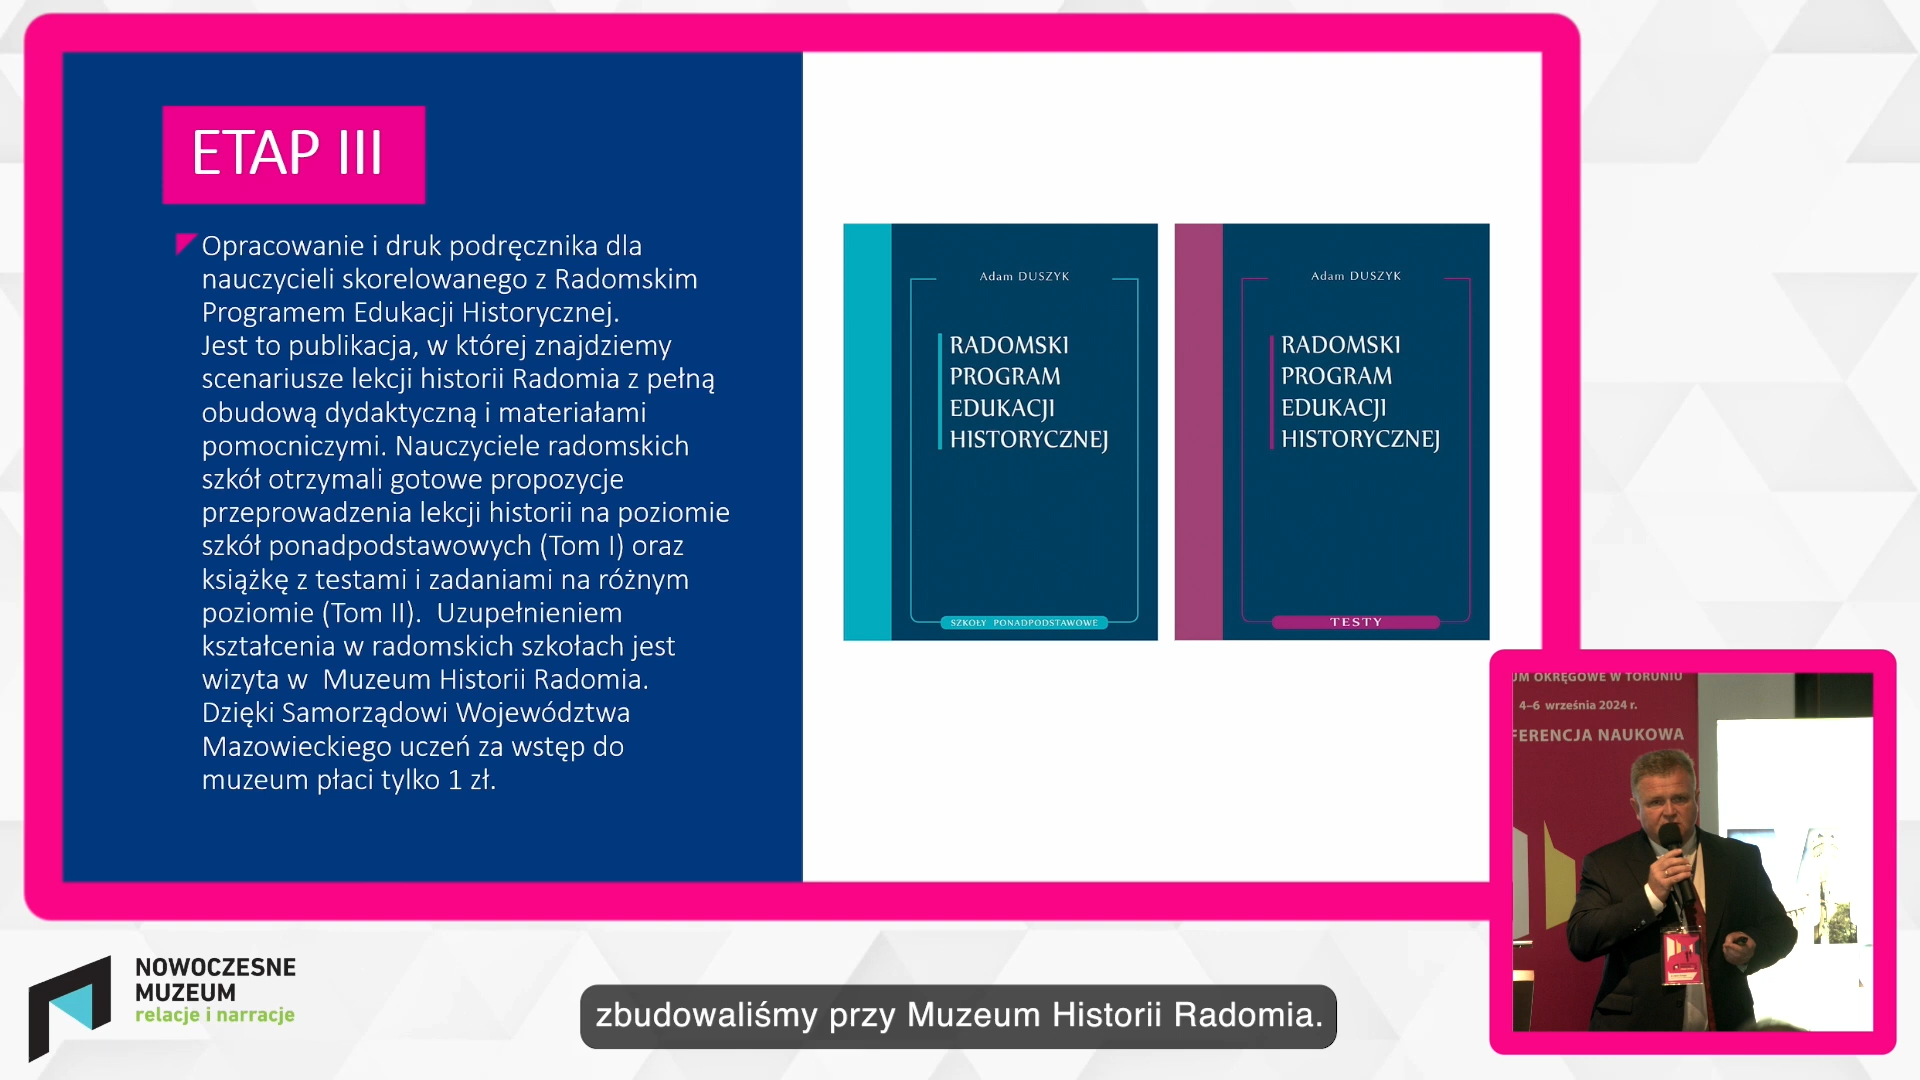 ETAP III
Opracowanie i druk podręcznika dla
nauczycieli skorelowanego z Radomskim
Programem Edukacji Historycznej.
Jest to publikacja, w której znajdziemy
scenariusze lekcji historii Radomia z pełną
obudową dydaktyczną i materiałami
pomocniczymi. Nauczyciele radomskich
szkół otrzymali gotowe propozycje
przeprowadzenia lekcji historii na poziomie
szkół ponadpodstawowych (Tom I) oraz
książkę z testami i zadaniami na różnym
poziomie (Tom II). Uzupełnieniem
kształcenia w radomskich szkołach jest
wizyta w Muzeum Historii Radomia.
Dzięki Samorządowi Województwa
Mazowieckiego uczeń za wstęp do
muzeum płaci tylko 1 zł.
Adam DUSZYK
RADOMSKI
PROGRAM
EDUKACJI
HISTORYCZNEJ
SZKOŁY PONADPODSTAWOWE
Adam DUSZYK
RADOMSKI
PROGRAM
EDUKACJI
HISTORYCZNEJ
TESTY
UM OKRĘGOWE W TORUNIU
4–6 września 2024 r.
FERENCJA NAUKOWA
NOWOCZESNE
MUZEUM
relacje i narracje
zbudowaliśmy przy Muzeum Historii Radomia.